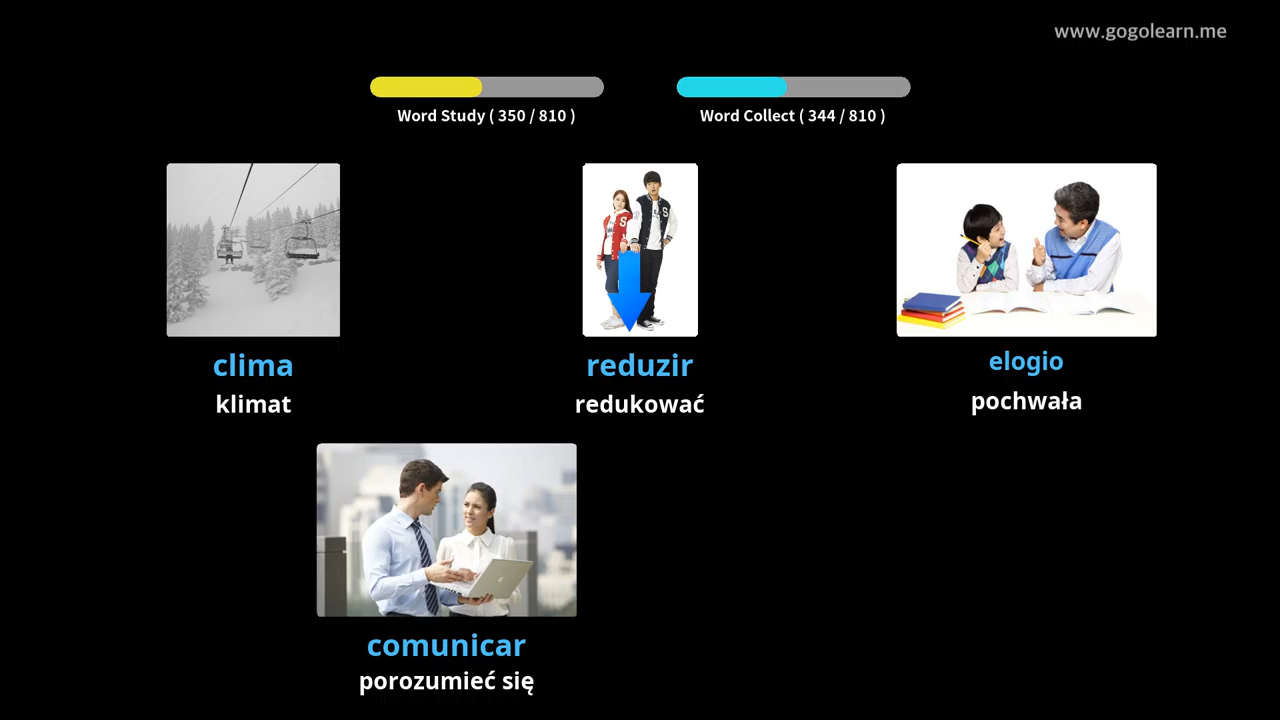 www.gogolearn.me
Word Study ( 350 / 810 )
Word Collect ( 344 / 810 )
clima
klimat
reduzir
redukować
elogio
pochwała
comunicar
porozumieć się